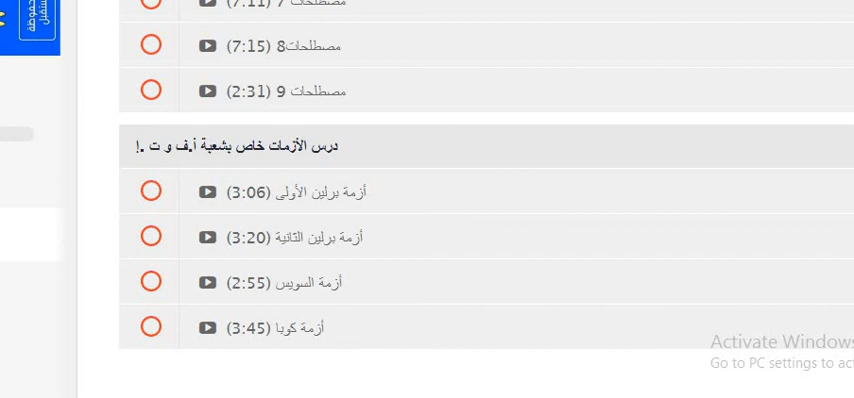 مصطلحات 7 (7:11)
مصطلحات8 (7:15)
مصطلحات 9 (2:31)
درس الأزمات خاص بشعبة أ.ف و ت .إ
أزمة برلين الأولى (3:06)
أزمة برلين الثانية (3:20)
أزمة السويس (2:55)
أزمة كوبا (3:45)
Activate Windows
Go to PC settings to